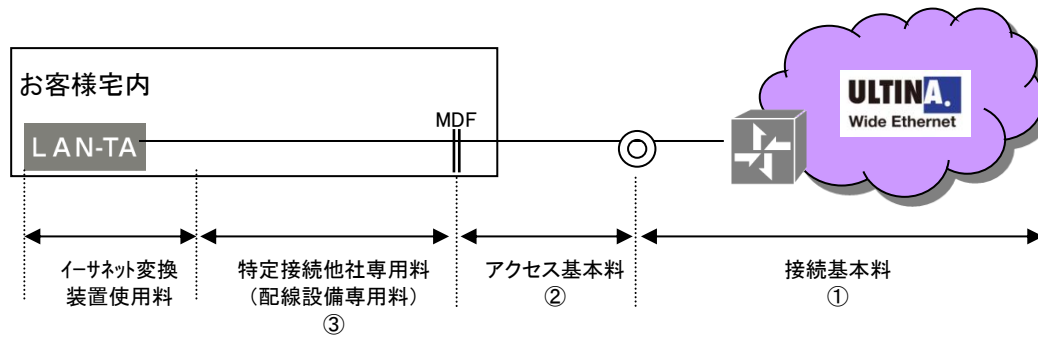 お客様宅内
LAN-TA
MDF
ULTINA.
Wide Ethernet
イーサネット変換
装置使用料
特定接続他社専用料
（配線設備専用料）
③
アクセス基本料
②
接続基本料
①